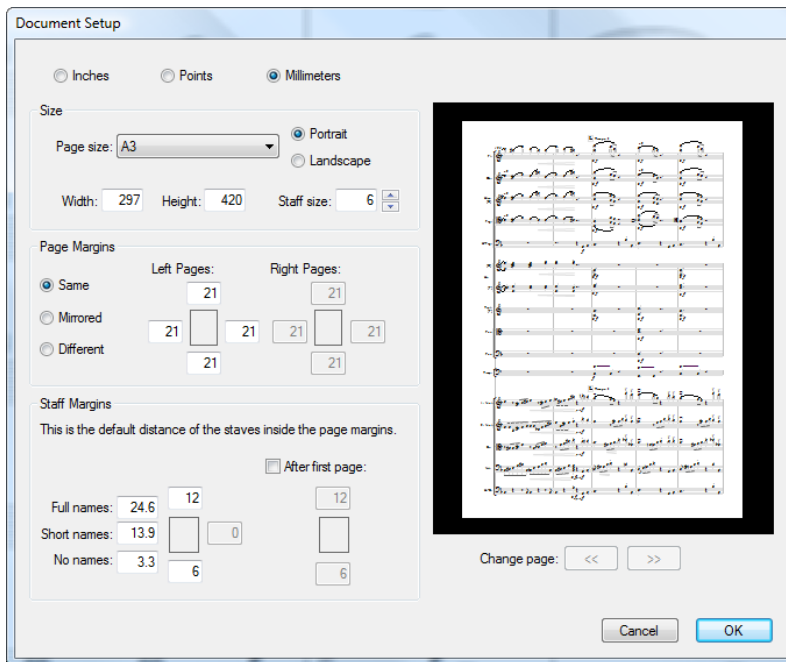 Document Setup
Inches Points Millimeters
Size
Page size: A3
Portrait
Landscape
Width: 297 Height: 420 Staff size: 6
Page Margins
Left Pages: Right Pages:
Same
21 21
Mirrored
21 21 21 21
Different
21 21
Staff Margins
This is the default distance of the staves inside the page margins.
After first page:
Full names: 24.6 12 12
Short names: 13.9 0
No names: 3.3 6 6
Change page: << >>
Cancel OK